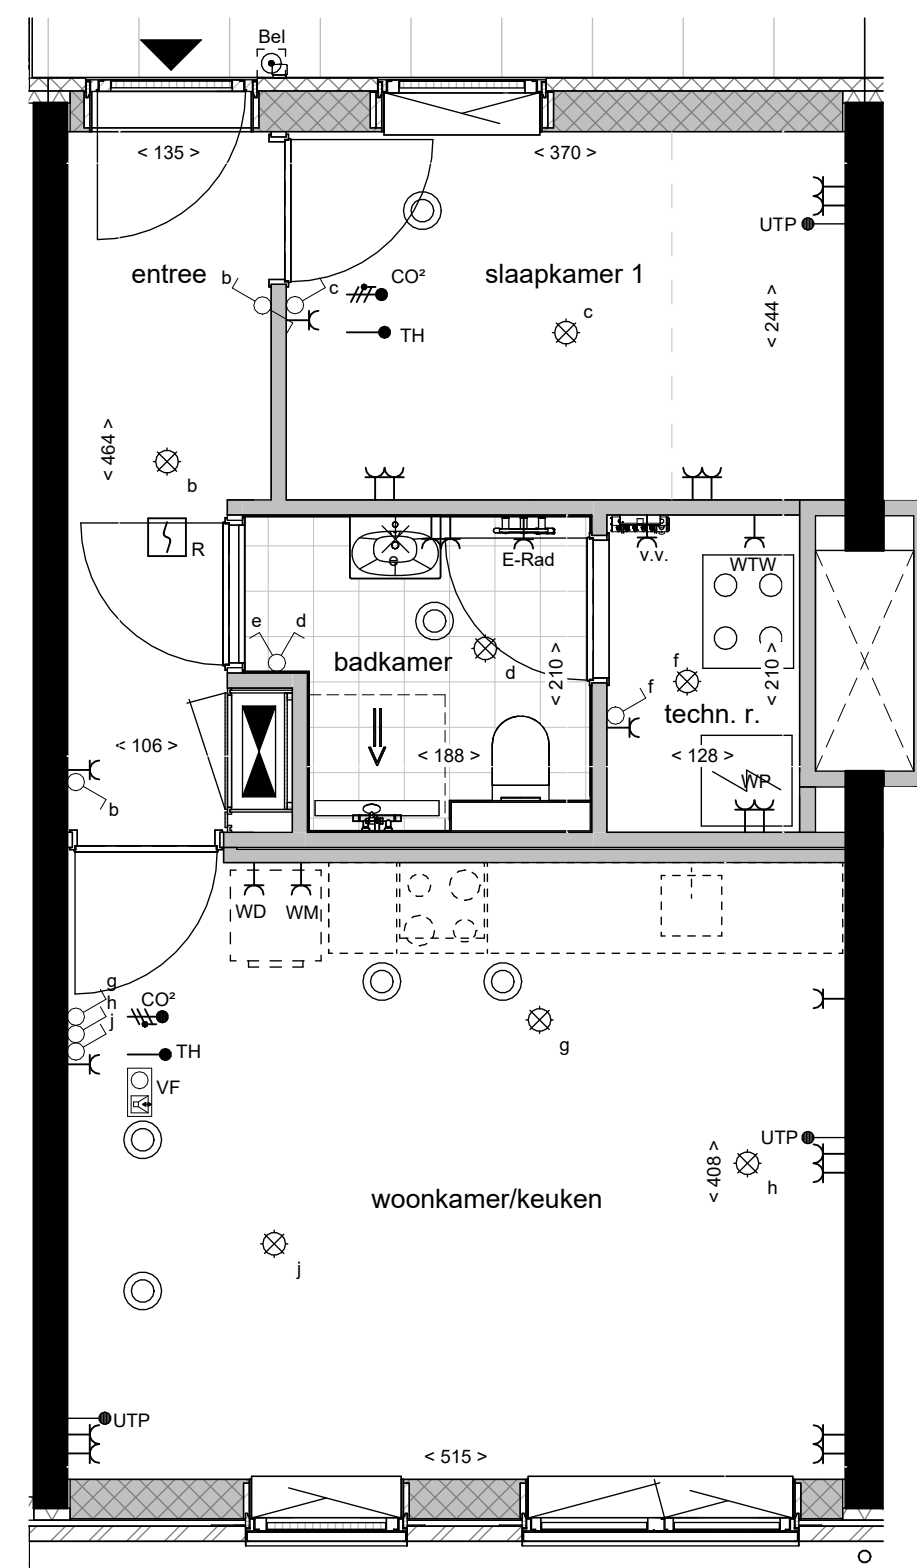 Bel
< 135 >
< 370 >
UTP
entree
b
c
CO²
slaapkamer 1
c
< 244 >
TH
< 464 >
b
R
E-Rad
v.v.
WTW
e
d
badkamer
d
< 210 >
f
f
< 210 >
techn. r.
< 106 >
< 188 >
< 128 >
WP
b
WD
WM
g
h
j
CO²
g
TH
VF
UTP
< 408 >
h
woonkamer/keuken
j
UTP
< 515 >